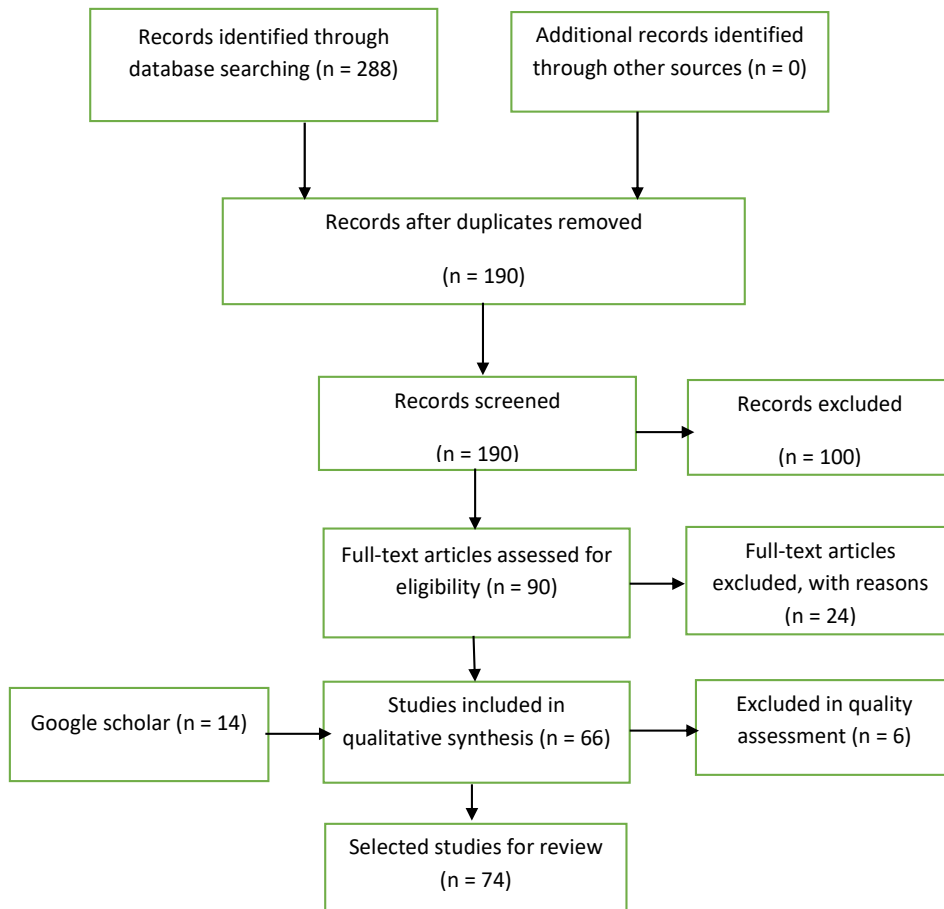 Records identified through
database searching (n = 288)
Additional records identified
through other sources (n = 0)
Records after duplicates removed
(n = 190)
Records screened
(n = 190)
Records excluded
(n = 100)
Full-text articles assessed for
eligibility (n = 90)
Full-text articles
excluded, with reasons
(n = 24)
Google scholar (n = 14)
Studies included in
qualitative synthesis (n = 66)
Excluded in quality
assessment (n = 6)
Selected studies for review
(n = 74)